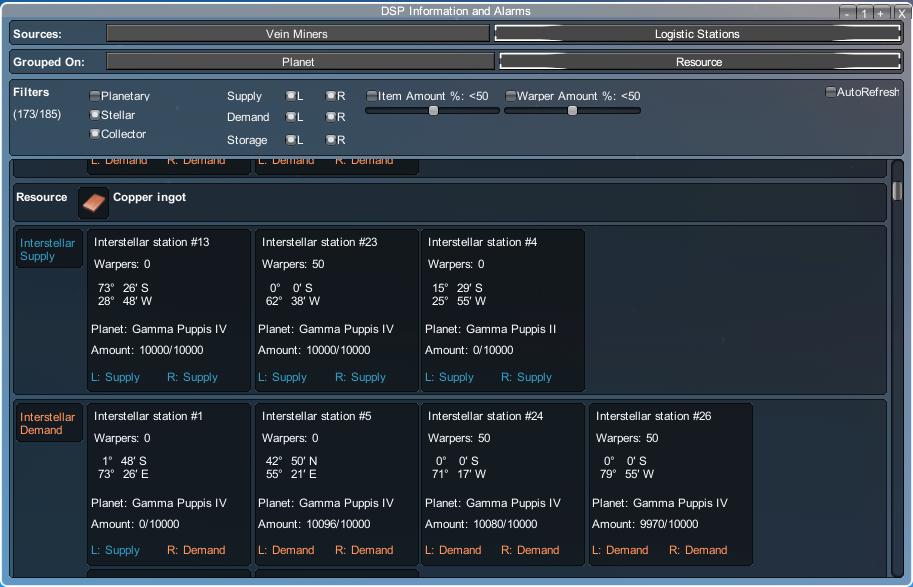 DSP Information and Alarms
- 1 + X
Sources: Vein Miners Logistic Stations
Grouped On: Planet Resource
Filters Planetary Supply L R Item Amount %: <50 Warper Amount %: <50 AutoRefresh
(173/185) Stellar Demand L R
Collector Storage L R
L: Demand R: Demand L: Demand R: Demand
Resource Copper ingot
Interstellar Supply
Interstellar station #13 Interstellar station #23 Interstellar station #4
Warpers: 0 Warpers: 50 Warpers: 0
73° 26′ S 0° 0′ S 15° 29′ S
28° 48′ W 62° 38′ W 25° 55′ W
Planet: Gamma Puppis IV Planet: Gamma Puppis IV Planet: Gamma Puppis II
Amount: 10000/10000 Amount: 10000/10000 Amount: 0/10000
L: Supply R: Supply L: Supply R: Supply L: Supply R: Supply
Interstellar Demand
Interstellar station #1 Interstellar station #5 Interstellar station #24 Interstellar station #26
Warpers: 0 Warpers: 0 Warpers: 50 Warpers: 50
1° 48′ S 42° 50′ N 0° 0′ S 0° 0′ S
73° 26′ E 55° 21′ E 71° 17′ W 79° 55′ W
Planet: Gamma Puppis IV Planet: Gamma Puppis IV Planet: Gamma Puppis IV Planet: Gamma Puppis IV
Amount: 0/10000 Amount: 10096/10000 Amount: 10080/10000 Amount: 9970/10000
L: Supply R: Demand L: Demand R: Demand L: Demand R: Demand L: Demand R: Demand